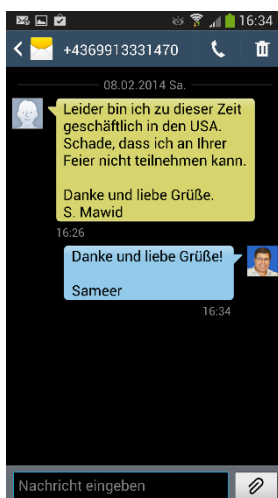 16:34
+4369913331470
08.02.2014 Sa.
Leider bin ich zu dieser Zeit
geschäftlich in den USA.
Schade, dass ich an Ihrer
Feier nicht teilnehmen kann.
Danke und liebe Grüße.
S. Mawid
16:26
Danke und liebe Grüße!
Sameer
16:34
Nachricht eingeben